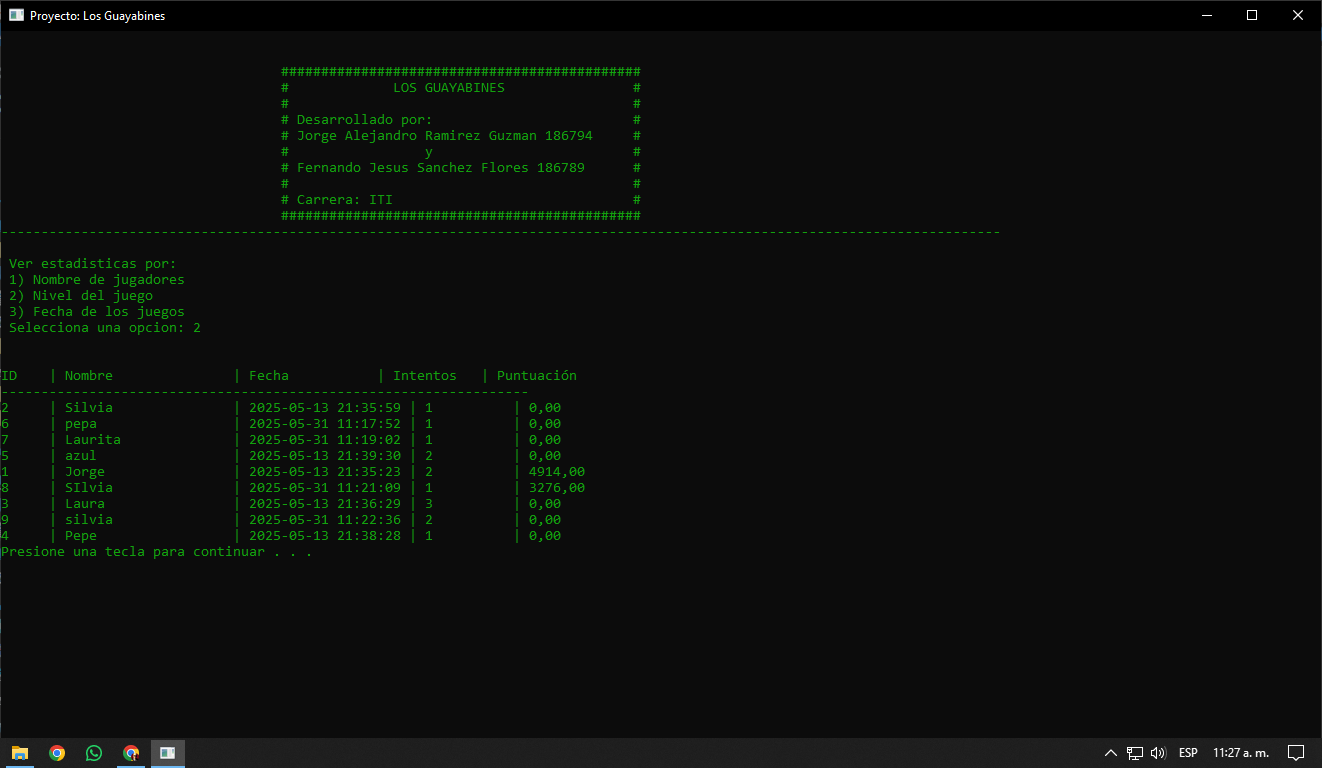 Proyecto: Los Guayabines
#############################################
# LOS GUAYABINES #
# #
# Desarrollado por: #
# Jorge Alejandro Ramirez Guzman 186794 #
# y #
# Fernando Jesus Sanchez Flores 186789 #
# #
# Carrera: ITI #
#############################################
-----------------------------------------------------------------------------------------------------------------------------
Ver estadisticas por:
1) Nombre de jugadores
2) Nivel del juego
3) Fecha de los juegos
Selecciona una opcion: 2
ID | Nombre | Fecha | Intentos | Puntuación
------------------------------------------------------------------
2 | Silvia | 2025-05-13 21:35:59 | 1 | 0,00
6 | pepa | 2025-05-31 11:17:52 | 1 | 0,00
7 | Laurita | 2025-05-31 11:19:02 | 1 | 0,00
5 | azul | 2025-05-13 21:39:30 | 2 | 0,00
1 | Jorge | 2025-05-13 21:35:23 | 2 | 4914,00
8 | SIlvia | 2025-05-31 11:21:09 | 1 | 3276,00
3 | Laura | 2025-05-13 21:36:29 | 3 | 0,00
9 | silvia | 2025-05-31 11:22:36 | 2 | 0,00
4 | Pepe | 2025-05-13 21:38:28 | 1 | 0,00
Presione una tecla para continuar . . .
ESP 11:27 a. m.